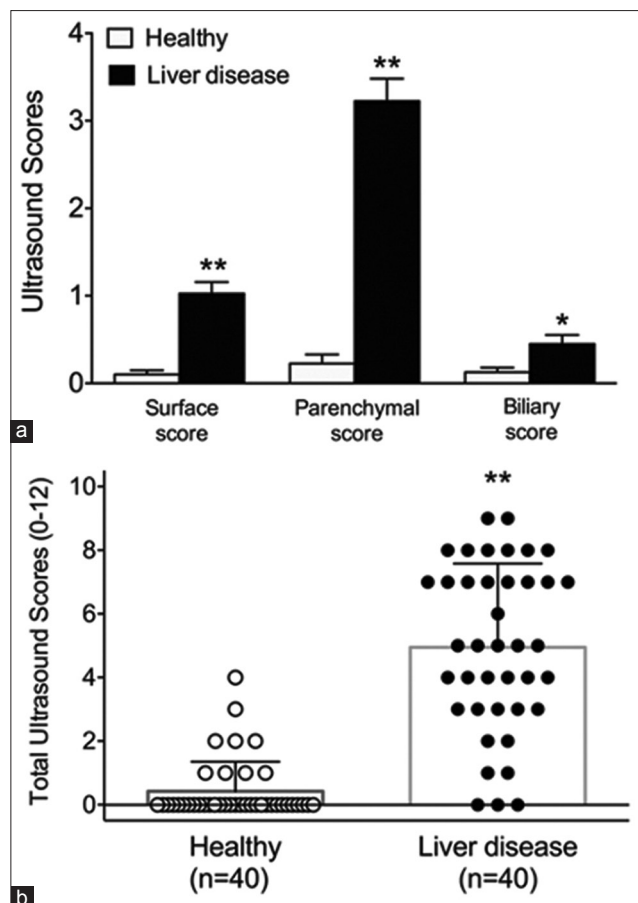 Healthy
Liver disease
Ultrasound Scores
4
3
2
1
0
**
**
*
Surface
score
Parenchymal
score
Biliary
score
a
Total Ultrasound Scores (0-12)
10
8
6
4
2
0
**
Healthy
(n=40)
Liver disease
(n=40)
b